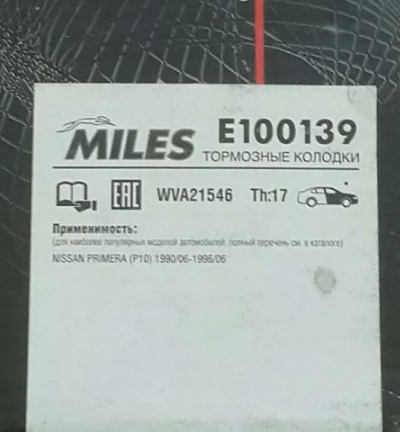 MILES E100139
ТОРМОЗНЫЕ КОЛОДКИ
EAC WVA21546 Th:17
Применимость:
(для наиболее популярных моделей автомобилей, полный перечень см. в каталоге)
NISSAN PRIMERA (P10) 1990/06-1996/06